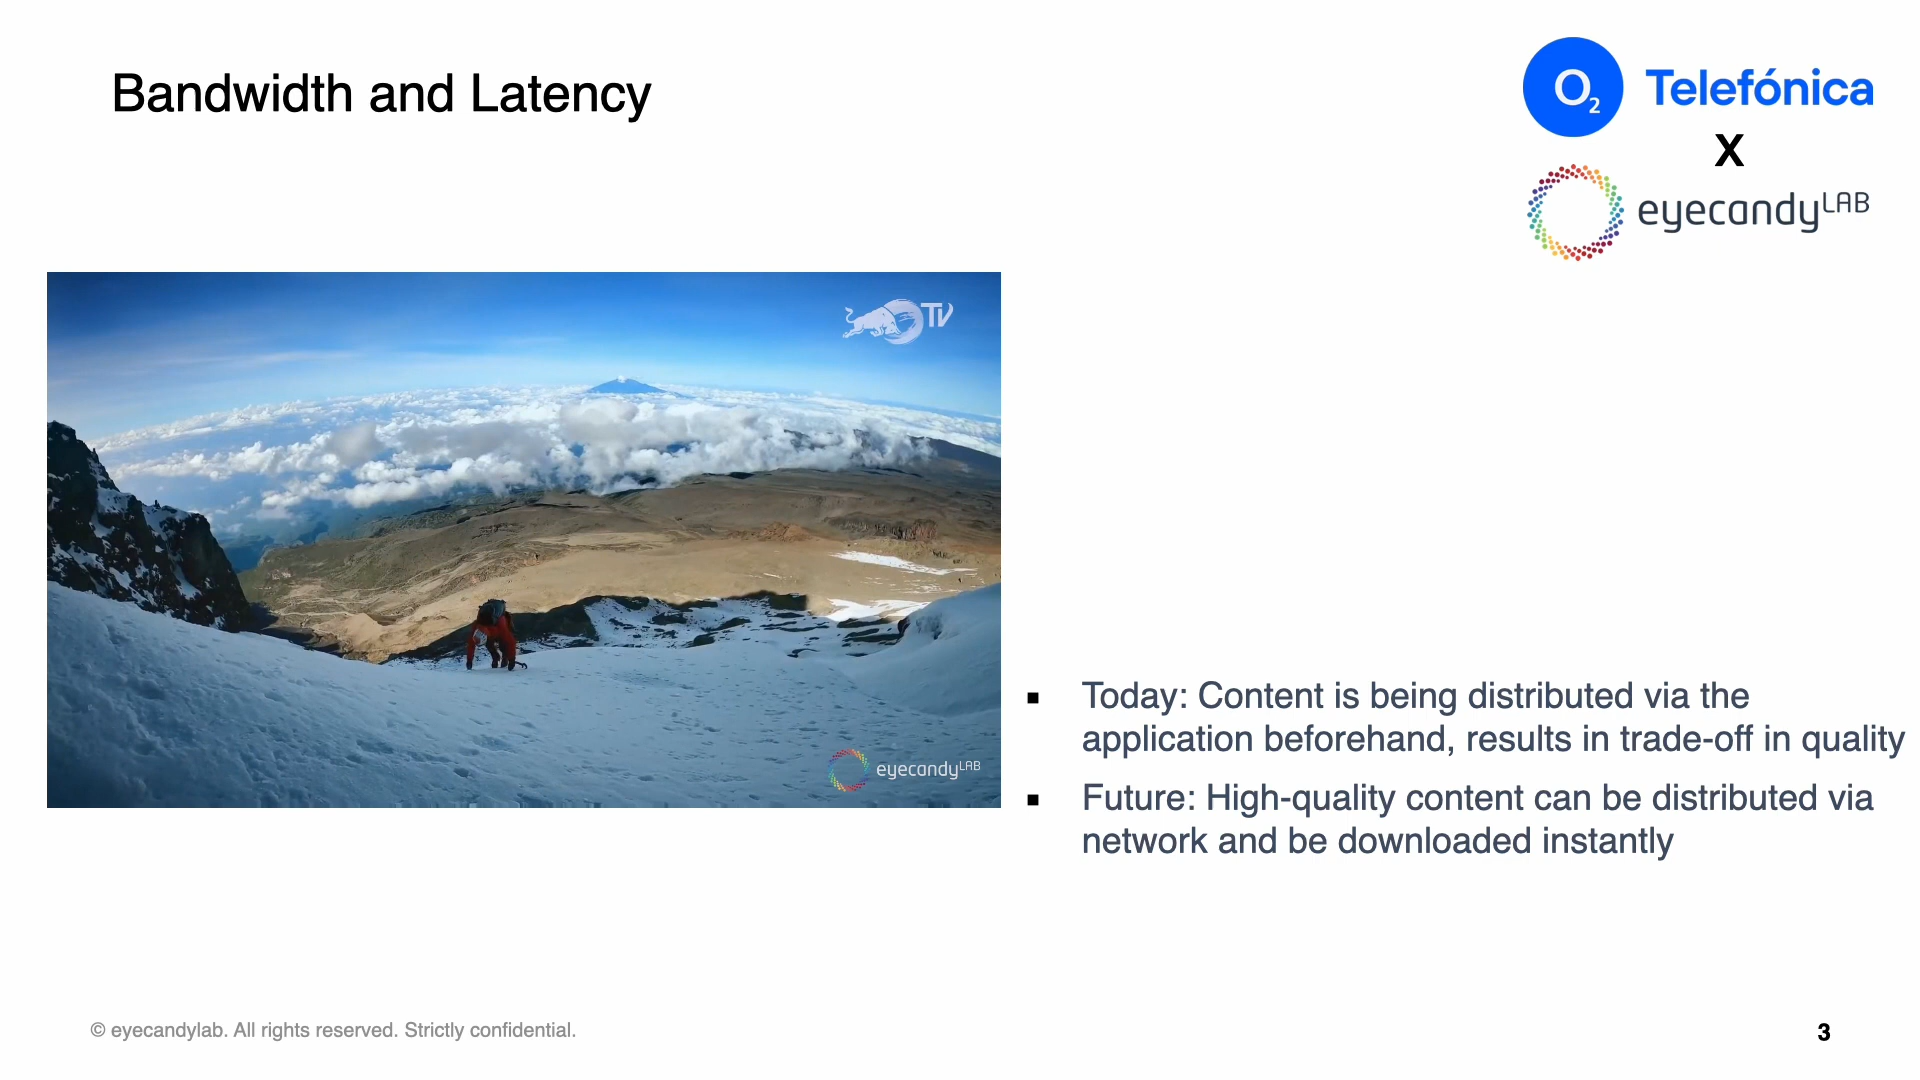 Bandwidth and Latency
O2 Telefónica
X
eyecandyLAB
TV
eyecandyLAB
▪ Today: Content is being distributed via the
application beforehand, results in trade-off in quality
▪ Future: High-quality content can be distributed via
network and be downloaded instantly
© eyecandylab. All rights reserved. Strictly confidential.
3